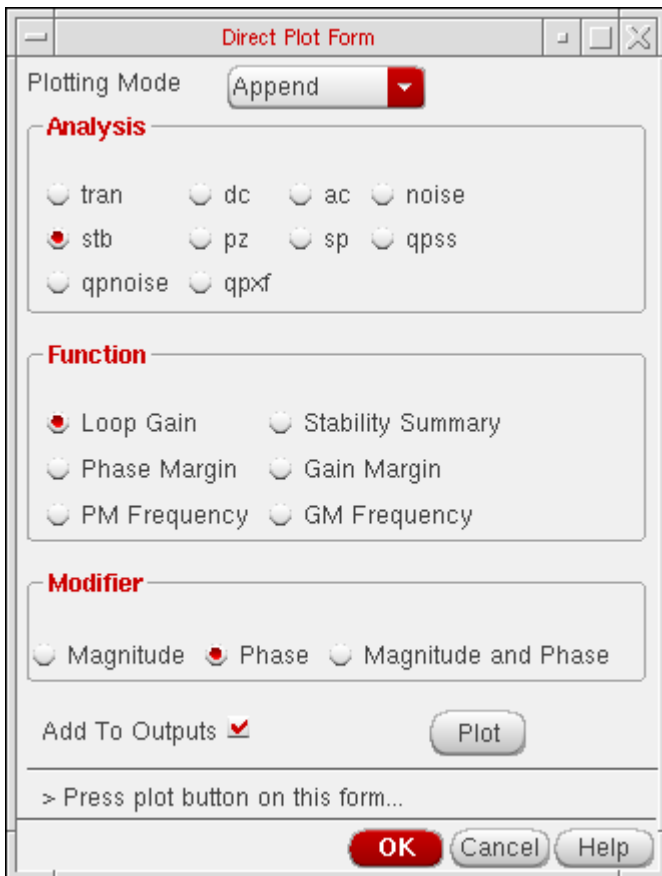 Direct Plot Form
Plotting Mode Append
Analysis
tran dc ac noise
stb pz sp qpss
qpnoise qpxf
Function
Loop Gain Stability Summary
Phase Margin Gain Margin
PM Frequency GM Frequency
Modifier
Magnitude Phase Magnitude and Phase
Add To Outputs Plot
> Press plot button on this form...
OK Cancel Help